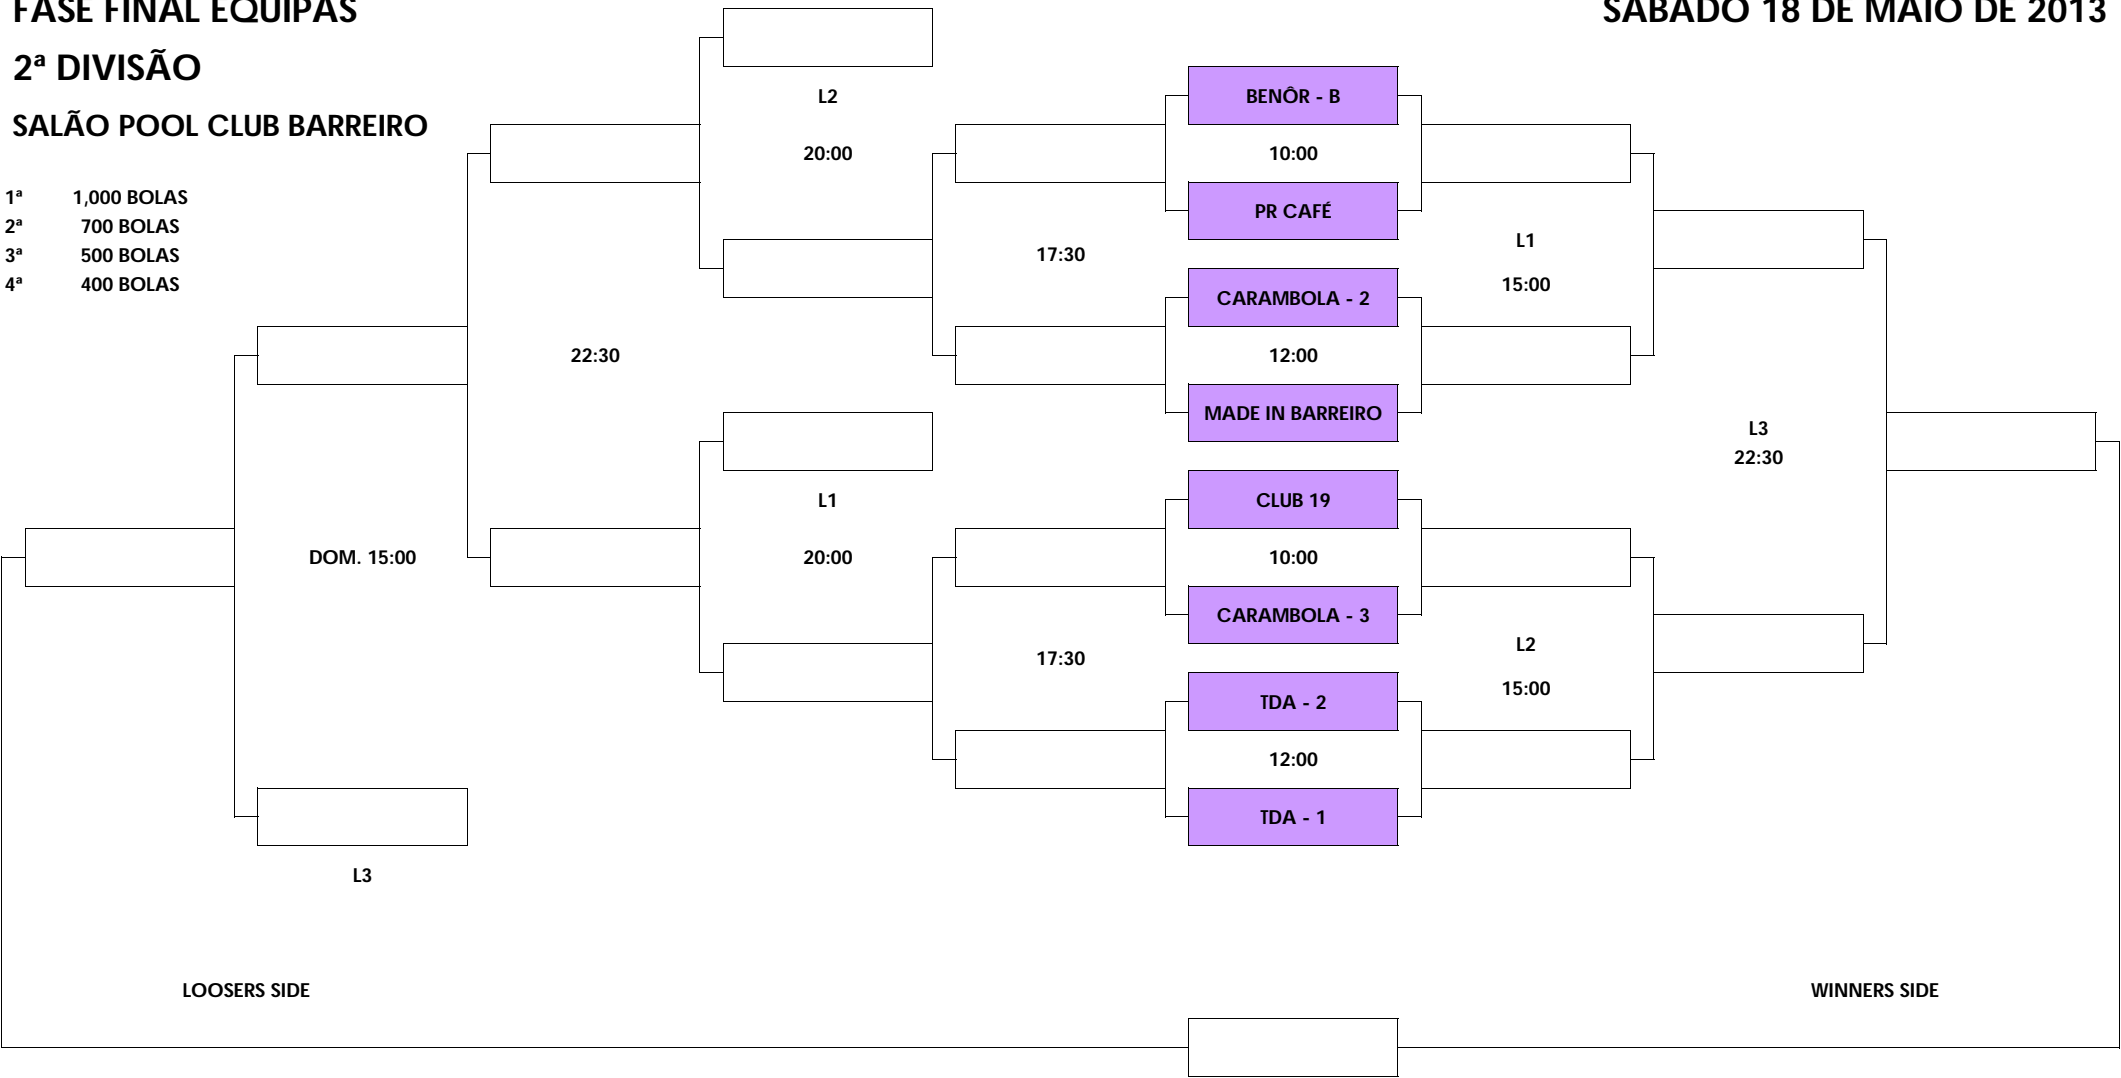 FASE FINAL EQUIPAS
SÁBADO 18 DE MAIO DE 2013
2ª DIVISÃO
SALÃO POOL CLUB BARREIRO
1ª 1,000 BOLAS
2ª 700 BOLAS
3ª 500 BOLAS
4ª 400 BOLAS
L2
20:00
22:30
L1
20:00
DOM. 15:00
L3
17:30
17:30
BENÔR - B
10:00
PR CAFÉ
CARAMBOLA - 2
12:00
MADE IN BARREIRO
CLUB 19
10:00
CARAMBOLA - 3
TDA - 2
12:00
TDA - 1
L1
15:00
L2
15:00
L3
22:30
LOOSERS SIDE
WINNERS SIDE